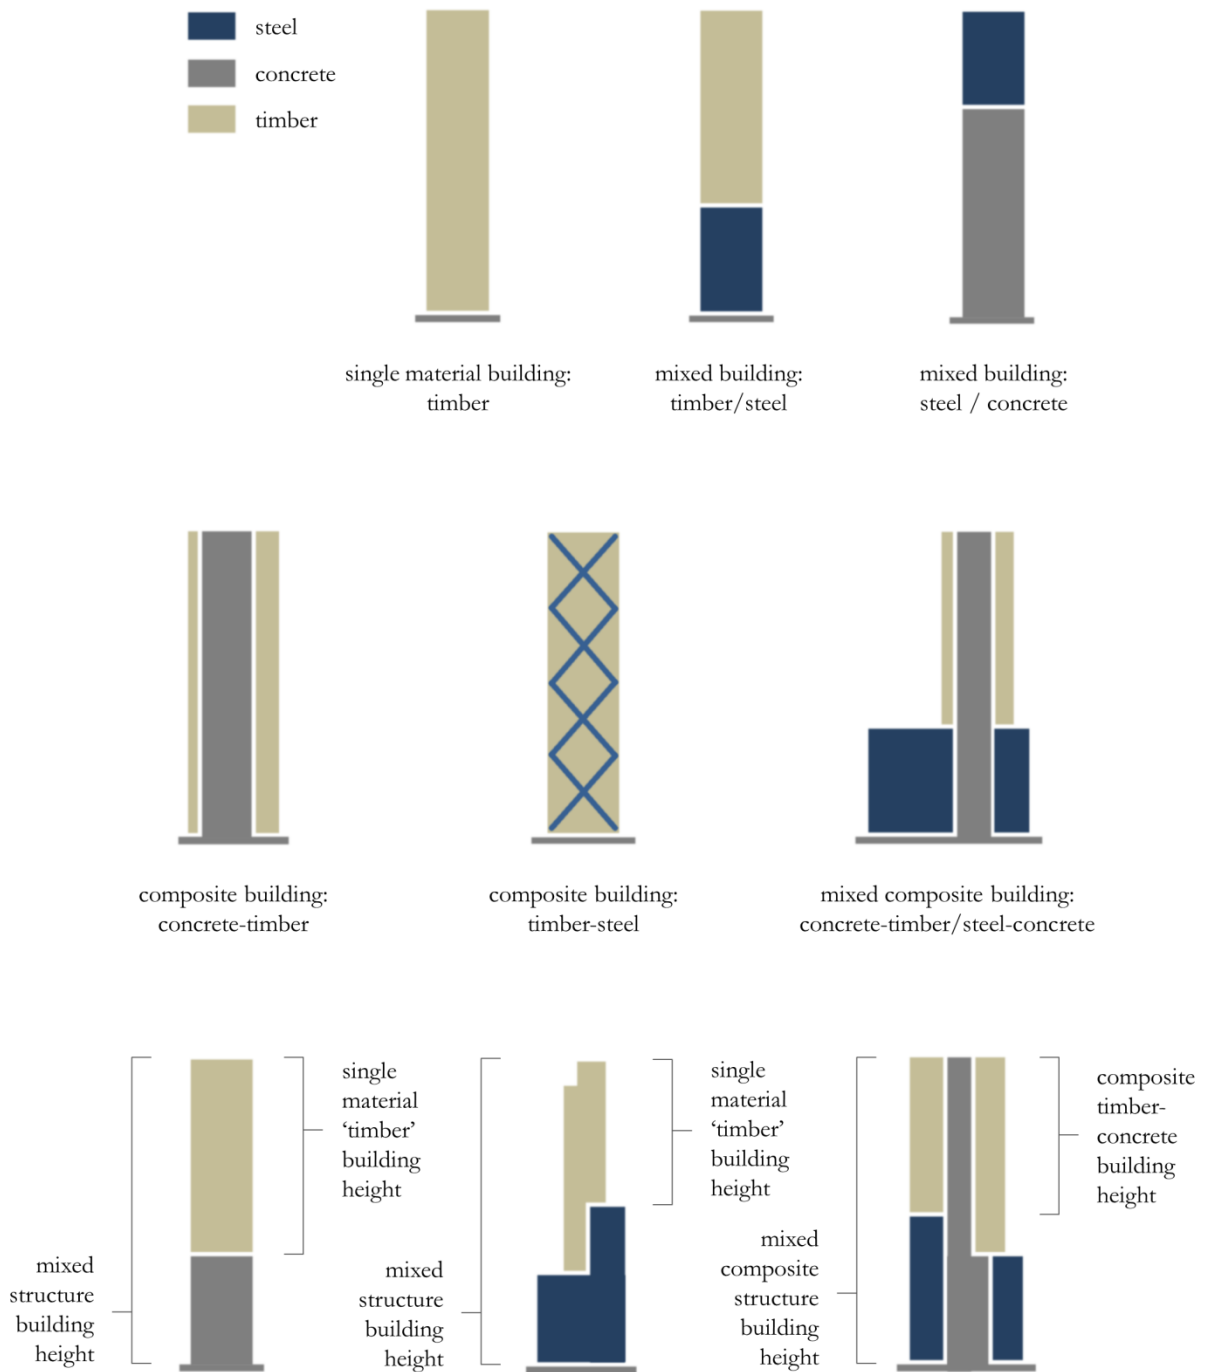 steel
concrete
timber
single material building:
timber
mixed building:
timber/steel
mixed building:
steel / concrete
composite building:
concrete-timber
composite building:
timber-steel
mixed composite building:
concrete-timber/steel-concrete
single
material
‘timber’
building
height
mixed
structure
building
height
single
material
‘timber’
building
height
mixed
structure
building
height
composite
timber-
concrete
building
height
mixed
composite
structure
building
height